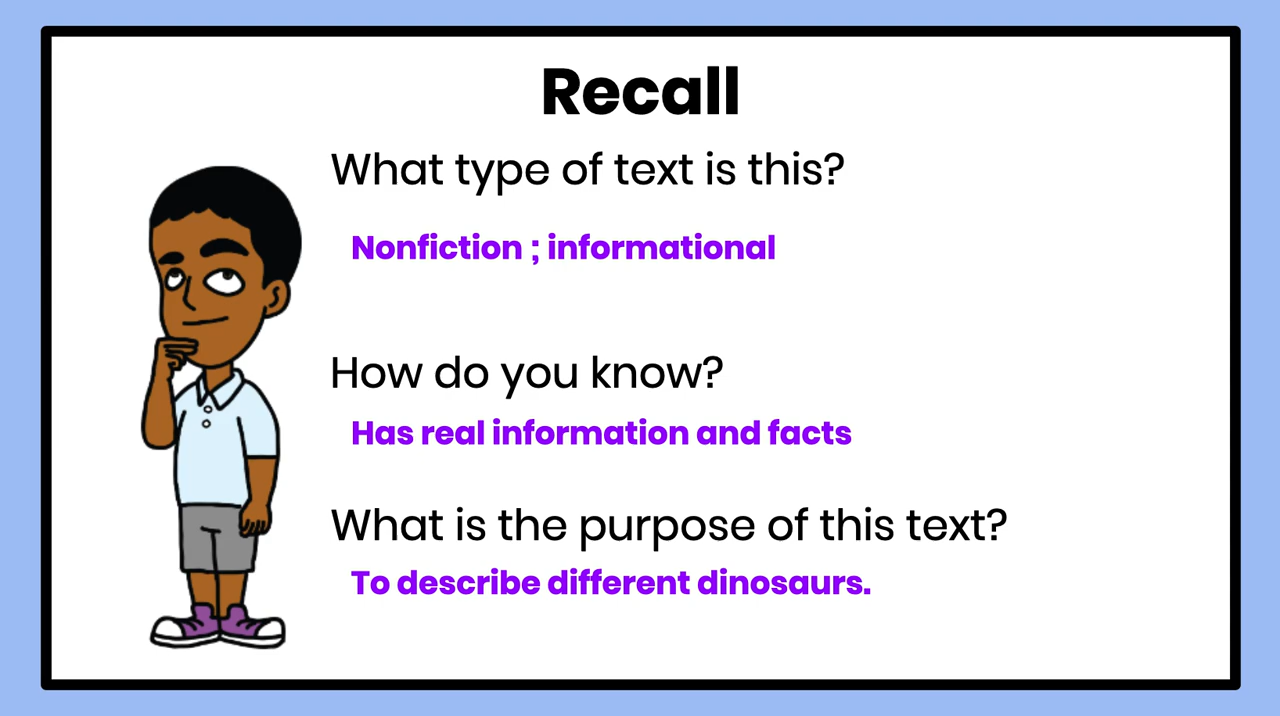 Recall
What type of text is this?
Nonfiction ; informational
How do you know?
Has real information and facts
What is the purpose of this text?
To describe different dinosaurs.